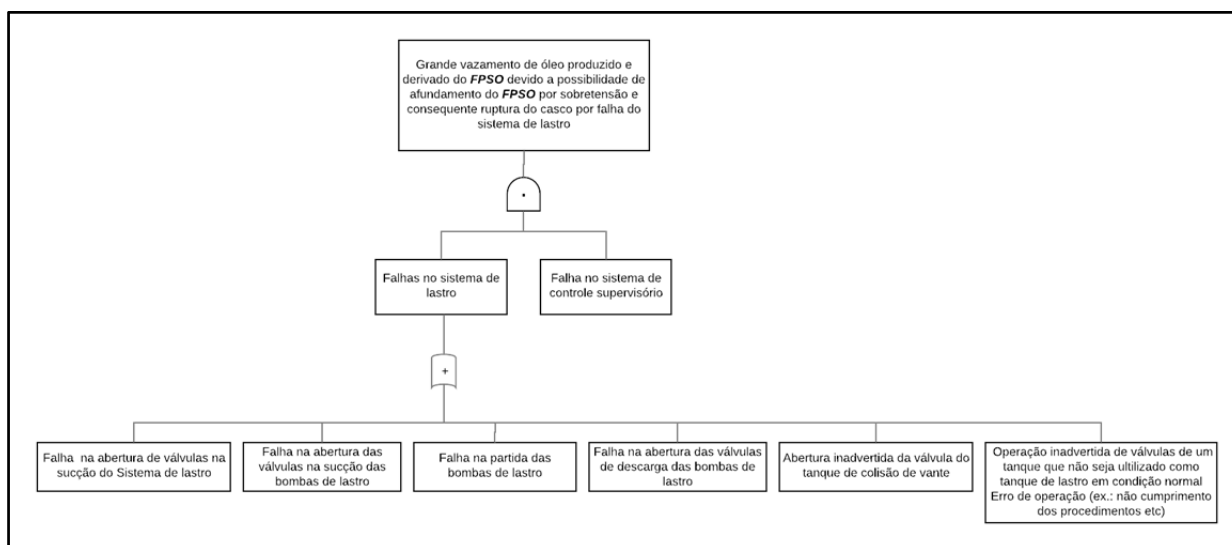 Grande vazamento de óleo produzido e
derivado do FPSO devido a possibilidade de
afundamento do FPSO por sobretensão e
consequente ruptura do casco por falha do
sistema de lastro
.
Falhas no sistema de
lastro
Falha no sistema de
controle supervisório
+
Falha na abertura de válvulas na
sucção do Sistema de lastro
Falha na abertura das
válvulas na sucção das
bombas de lastro
Falha na partida das
bombas de lastro
Falha na abertura das válvulas
de descarga das bombas de
lastro
Abertura inadvertida da válvula do
tanque de colisão de vante
Operação inadvertida de válvulas de um
tanque que não seja ultilizado como
tanque de lastro em condição normal
Erro de operação (ex.: não cumprimento
dos procedimentos etc)